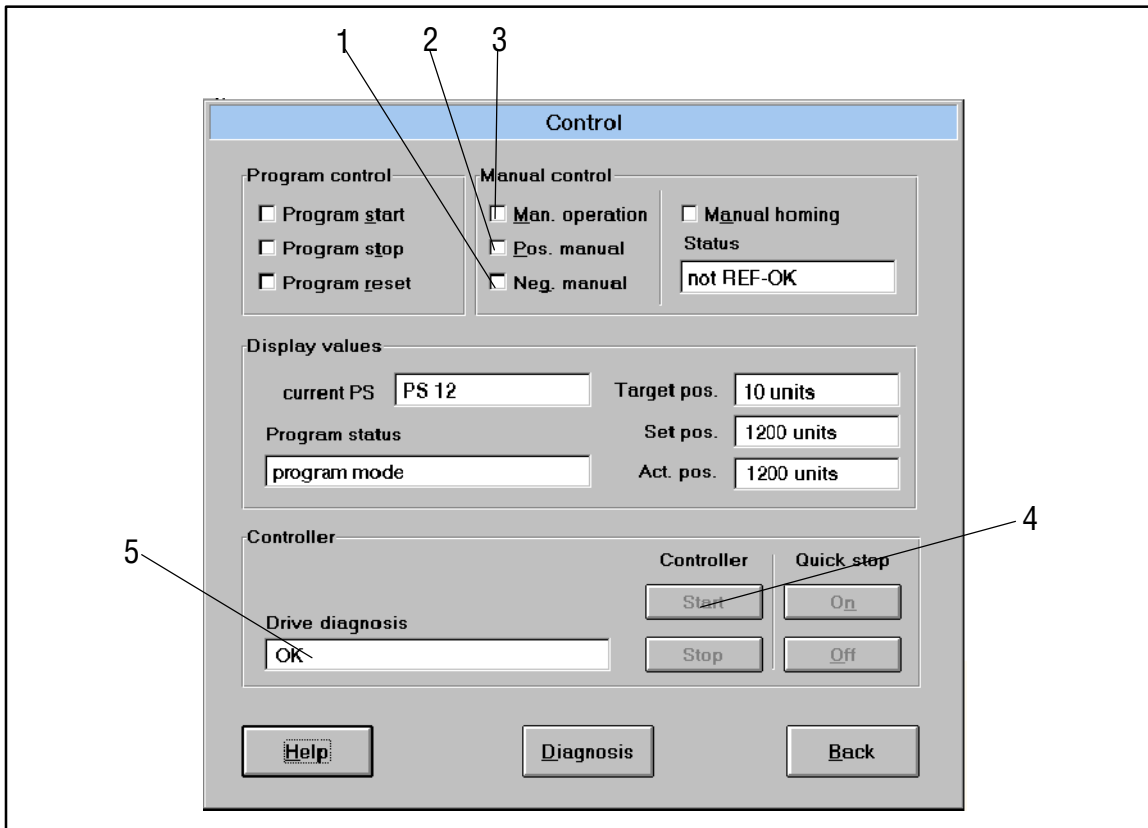 1 2 3
Control
Program control
Program start
Program stop
Program reset
Manual control
Man. operation
Pos. manual
Neg. manual
Manual homing
Status
not REF-OK
Display values
current PS PS 12
Program status
program mode
Target pos. 10 units
Set pos. 1200 units
Act. pos. 1200 units
4
5
Controller
Drive diagnosis
OK
Controller
Start
Stop
Quick stop
On
Off
Help Diagnosis Back